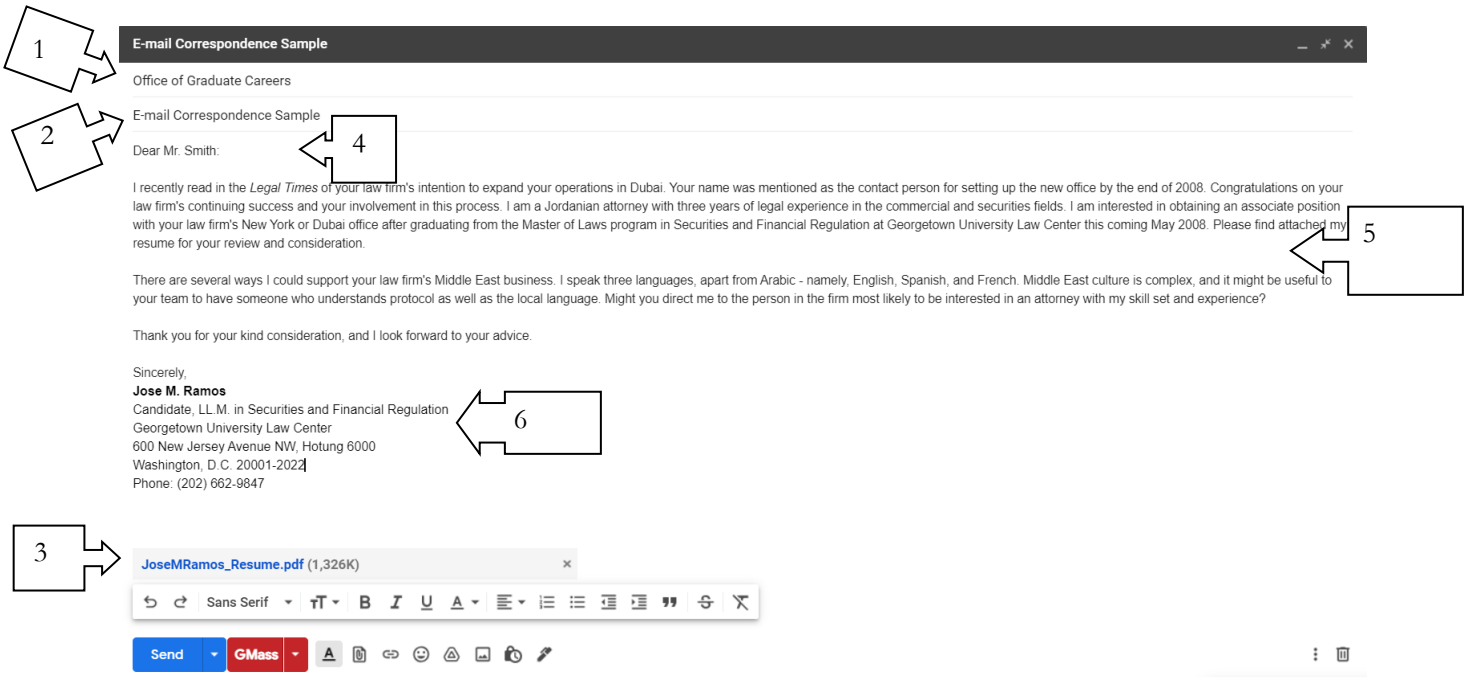 1
E-mail Correspondence Sample
Office of Graduate Careers
2
E-mail Correspondence Sample
4
Dear Mr. Smith:
I recently read in the Legal Times of your law firm's intention to expand your operations in Dubai. Your name was mentioned as the contact person for setting up the new office by the end of 2008. Congratulations on your
law firm's continuing success and your involvement in this process. I am a Jordanian attorney with three years of legal experience in the commercial and securities fields. I am interested in obtaining an associate position
with your law firm's New York or Dubai office after graduating from the Master of Laws program in Securities and Financial Regulation at Georgetown University Law Center this coming May 2008. Please find attached my
5
resume for your review and consideration.
There are several ways I could support your law firm's Middle East business. I speak three languages, apart from Arabic - namely, English, Spanish, and French. Middle East culture is complex, and it might be useful to
your team to have someone who understands protocol as well as the local language. Might you direct me to the person in the firm most likely to be interested in an attorney with my skill set and experience?
Thank you for your kind consideration, and I look forward to your advice.
Sincerely,
Jose M. Ramos
Candidate, LL.M. in Securities and Financial Regulation
6
Georgetown University Law Center
600 New Jersey Avenue NW, Hotung 6000
Washington, D.C. 20001-2022
Phone: (202) 662-9847
3
JoseMRamos_Resume.pdf (1,326K)
Sans Serif
Send GMass